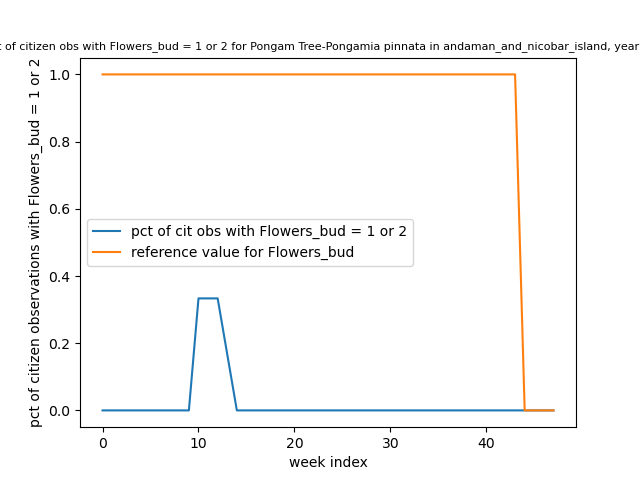 of citizen obs with Flowers_bud = 1 or 2 for Pongam Tree-Pongamia pinnata in andaman_and_nicobar_island, year
pct of citizen observations with Flowers_bud = 1 or 2
1.0
0.8
0.6
0.4
0.2
0.0
pct of cit obs with Flowers_bud = 1 or 2
reference value for Flowers_bud
0
10
20
30
40
week index